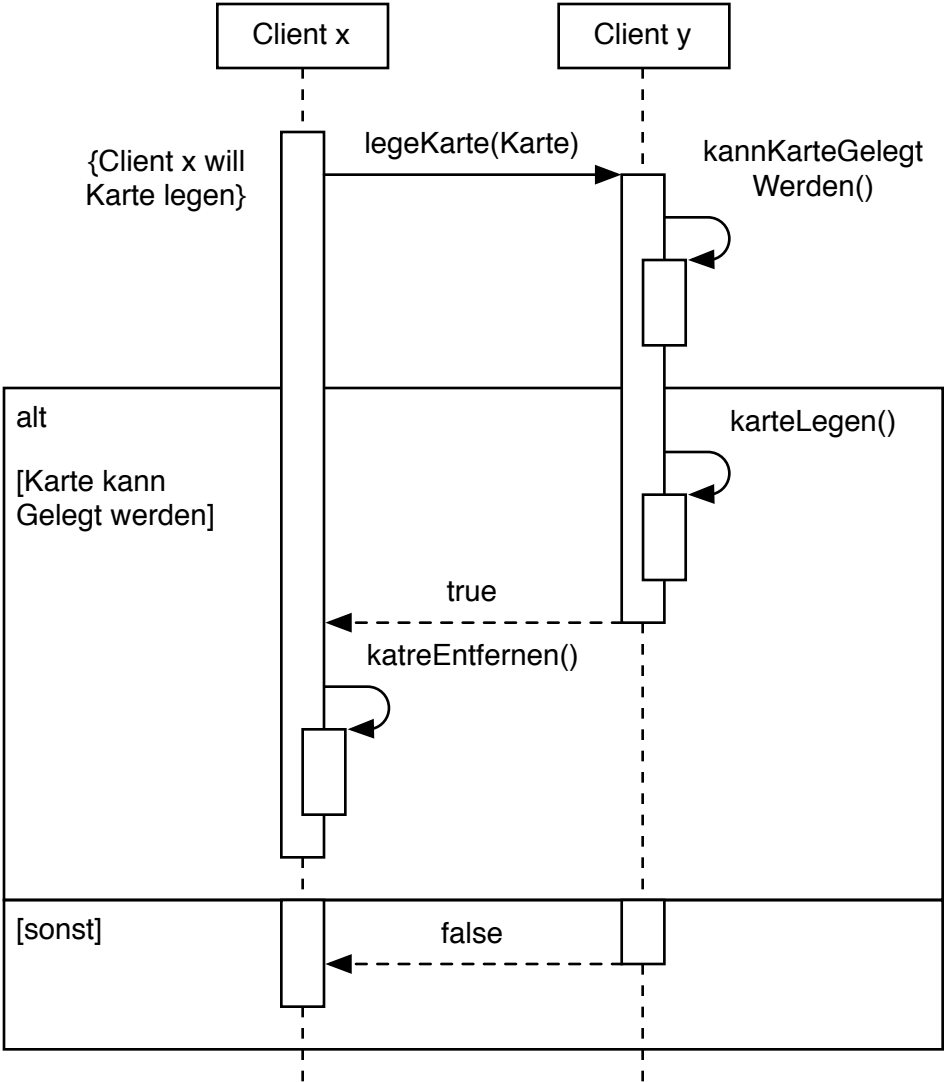 Client x
Client y
legeKarte(Karte)
{Client x will
Karte legen}
kannKarteGelegt
Werden()
alt
karteLegen()
[Karte kann
Gelegt werden]
true
katreEntfernen()
[sonst]
false